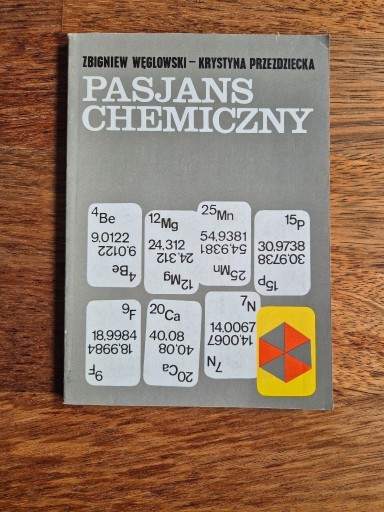 ZBIGNIEW WĘGLOWSKI – KRYSTYNA PRZEZDZIECKA
PASJANS
CHEMICZNY
4Be
9,0122
9,0122
4Be
12Mg
24,312
24,312
12Mg
25Mn
54,9381
54,9381
25Mn
15P
30,9738
30,9738
15P
9F
18,9984
18,9984
9F
20Ca
40,08
40,08
20Ca
7N
14,0067
14,0067
7N